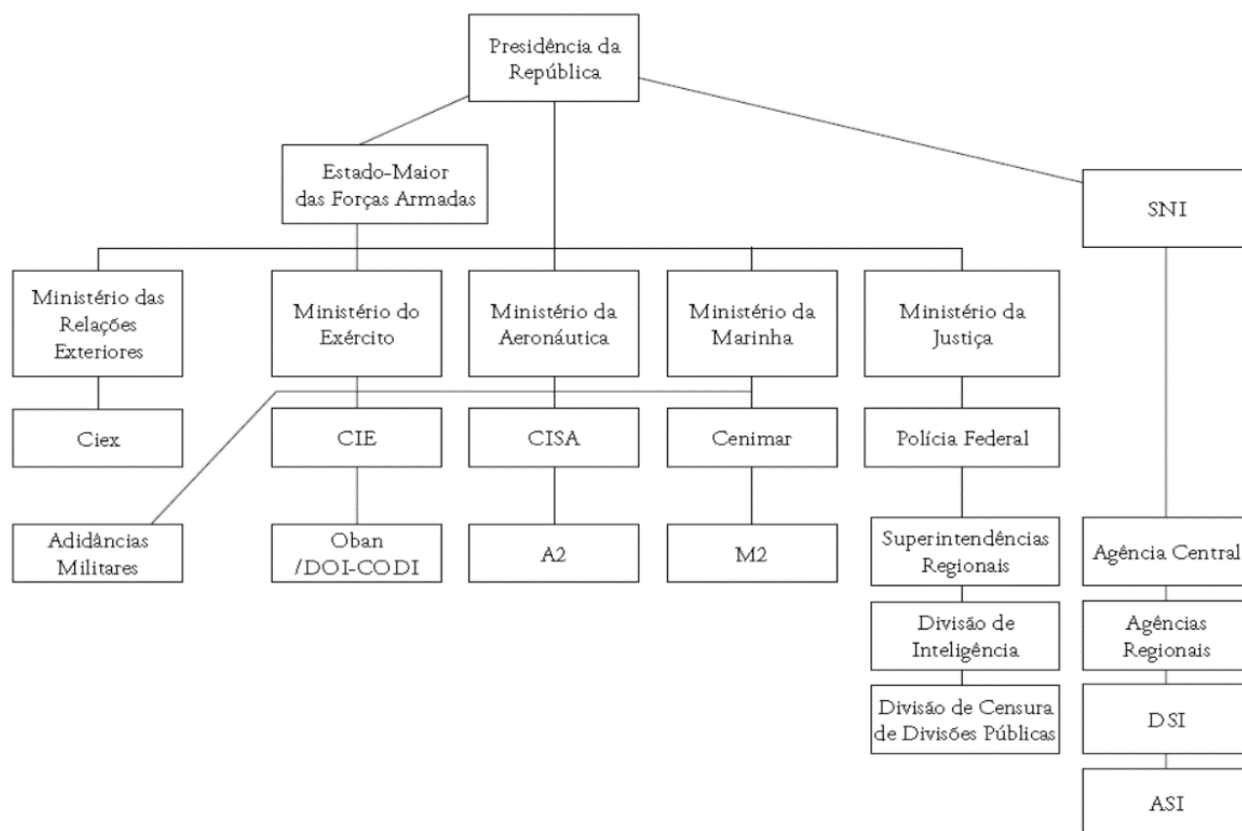 Presidência da
República
Estado-Maior
das Forças Armadas
SNI
Ministério das
Relações
Exteriores
Ministério do
Exército
Ministério da
Aeronáutica
Ministério da
Marinha
Ministério da
Justiça
Ciex
CIE
CISA
Cenimar
Polícia Federal
Adidâncias
Militares
Oban
/DOI-CODI
A2
M2
Superintendências
Regionais
Agência Central
Divisão de
Inteligência
Agências
Regionais
Divisão de Censura
de Divisões Públicas
DSI
ASI